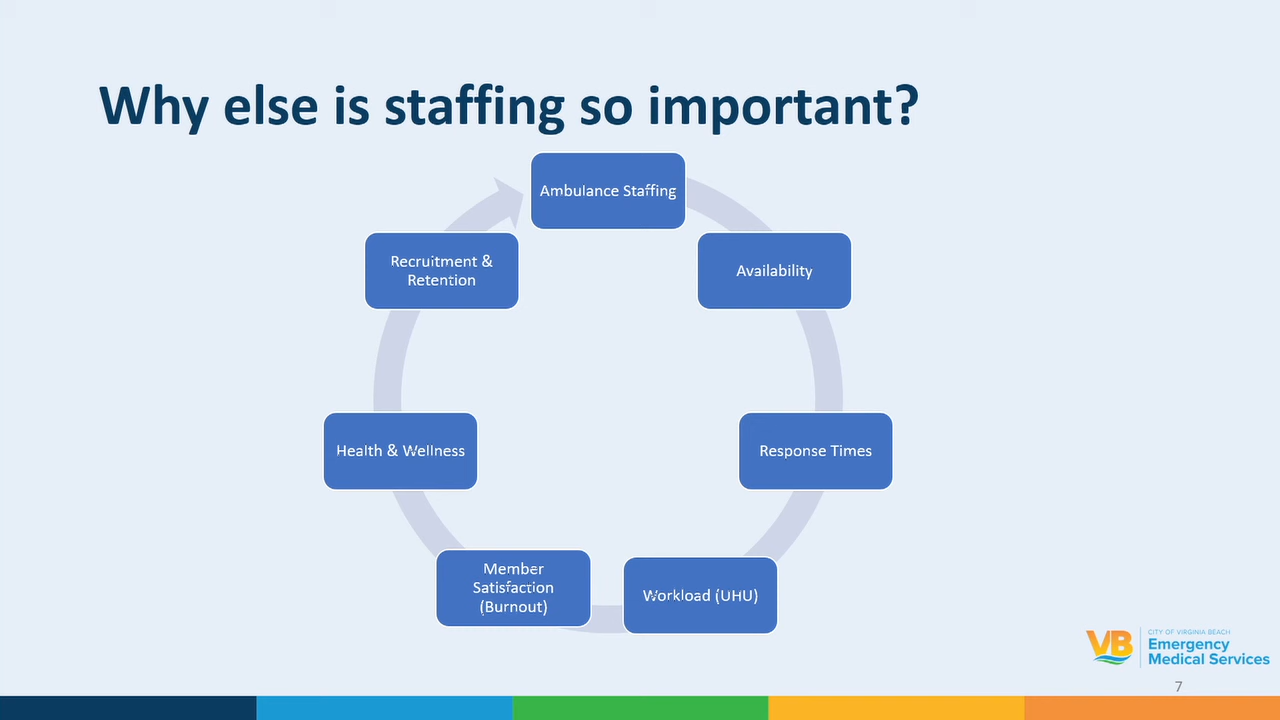 Why else is staffing so important?
Ambulance Staffing
Availability
Response Times
Workload (UHU)
Member
Satisfaction
(Burnout)
Health & Wellness
Recruitment &
Retention
VB
CITY OF VIRGINIA BEACH
Emergency
Medical Services
7